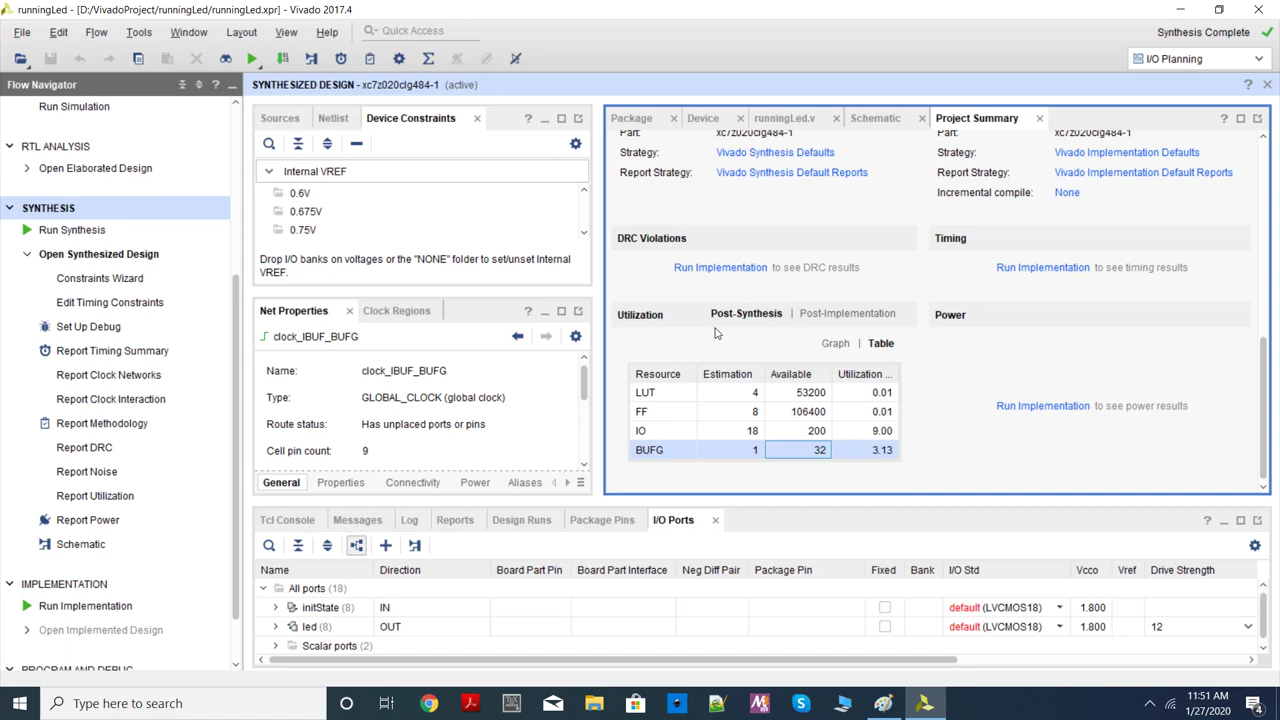 runningLed - [D:/VivadoProject/runningLed/runningLed.xpr] - Vivado 2017.4
File Edit Flow Tools Window Layout View Help Quick Access Synthesis Complete
I/O Planning
Flow Navigator
SYNTHESIZED DESIGN - xc7z020clg484-1 (active)
Run Simulation
RTL ANALYSIS
Open Elaborated Design
SYNTHESIS
Run Synthesis
Open Synthesized Design
Constraints Wizard
Edit Timing Constraints
Set Up Debug
Report Timing Summary
Report Clock Networks
Report Clock Interaction
Report Methodology
Report DRC
Report Noise
Report Utilization
Report Power
Schematic
IMPLEMENTATION
Run Implementation
Open Implemented Design
PROGRAM AND DEBUG
Sources Netlist Device Constraints
Internal VREF
0.6V
0.675V
0.75V
Drop I/O banks on voltages or the "NONE" folder to set/unset Internal
VREF.
Net Properties Clock Regions
clock_IBUF_BUFG
Name: clock_IBUF_BUFG
Type: GLOBAL_CLOCK (global clock)
Route status: Has unplaced ports or pins
Cell pin count: 9
General Properties Connectivity Power Aliases
Package Device runningLed.v Schematic Project Summary
Part: xc7z020clg484-1 Part: xc7z020clg484-1
Strategy: Vivado Synthesis Defaults Strategy: Vivado Implementation Defaults
Report Strategy: Vivado Synthesis Default Reports Report Strategy: Vivado Implementation Default Reports
Incremental compile: None
DRC Violations Timing
Run Implementation to see DRC results Run Implementation to see timing results
Utilization Post-Synthesis | Post-Implementation Power
Graph | Table
Resource Estimation Available Utilization ...
LUT 4 53200 0.01
FF 8 106400 0.01
IO 18 200 9.00
BUFG 1 32 3.13
Run Implementation to see power results
Tcl Console Messages Log Reports Design Runs Package Pins I/O Ports
Name Direction Board Part Pin Board Part Interface Neg Diff Pair Package Pin Fixed Bank I/O Std Vcco Vref Drive Strength
All ports (18)
initState (8) IN default (LVCMOS18) 1.800
led (8) OUT default (LVCMOS18) 1.800 12
Scalar ports (2)
Type here to search
11:51 AM
1/27/2020
4